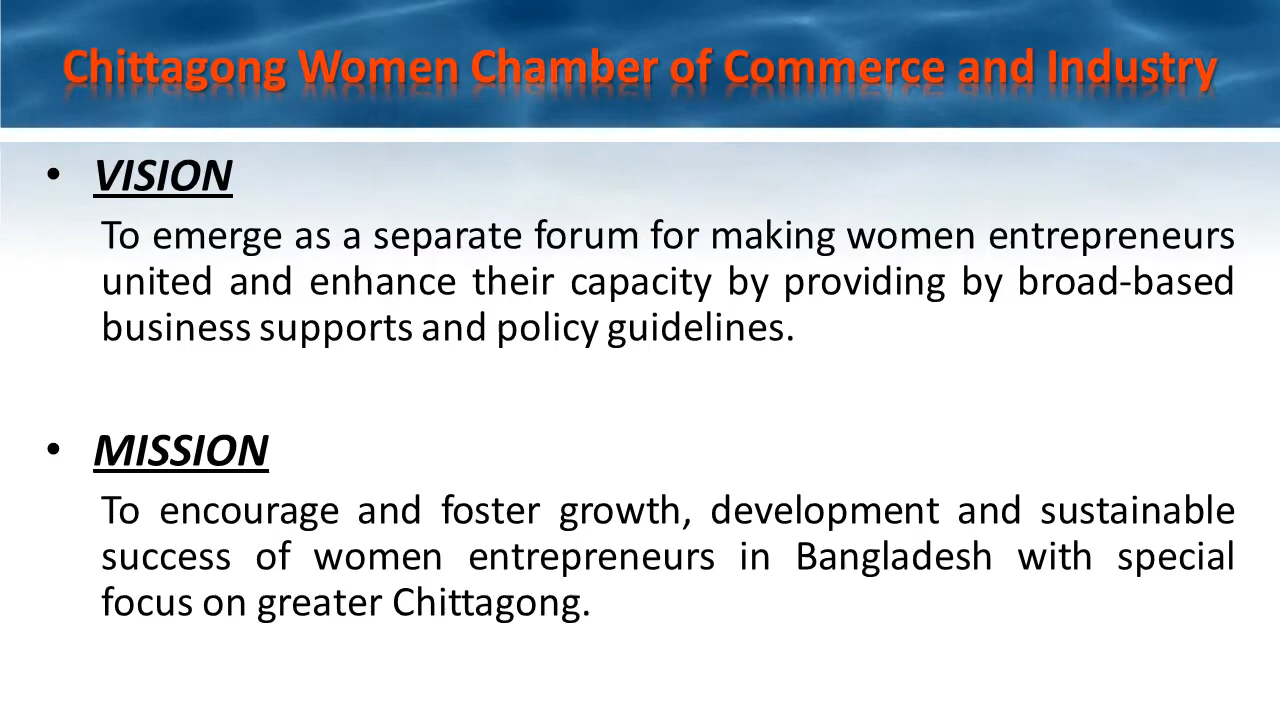 Chittagong Women Chamber of Commerce and Industry
• VISION
To emerge as a separate forum for making women entrepreneurs
united and enhance their capacity by providing by broad-based
business supports and policy guidelines.
• MISSION
To encourage and foster growth, development and sustainable
success of women entrepreneurs in Bangladesh with special
focus on greater Chittagong.